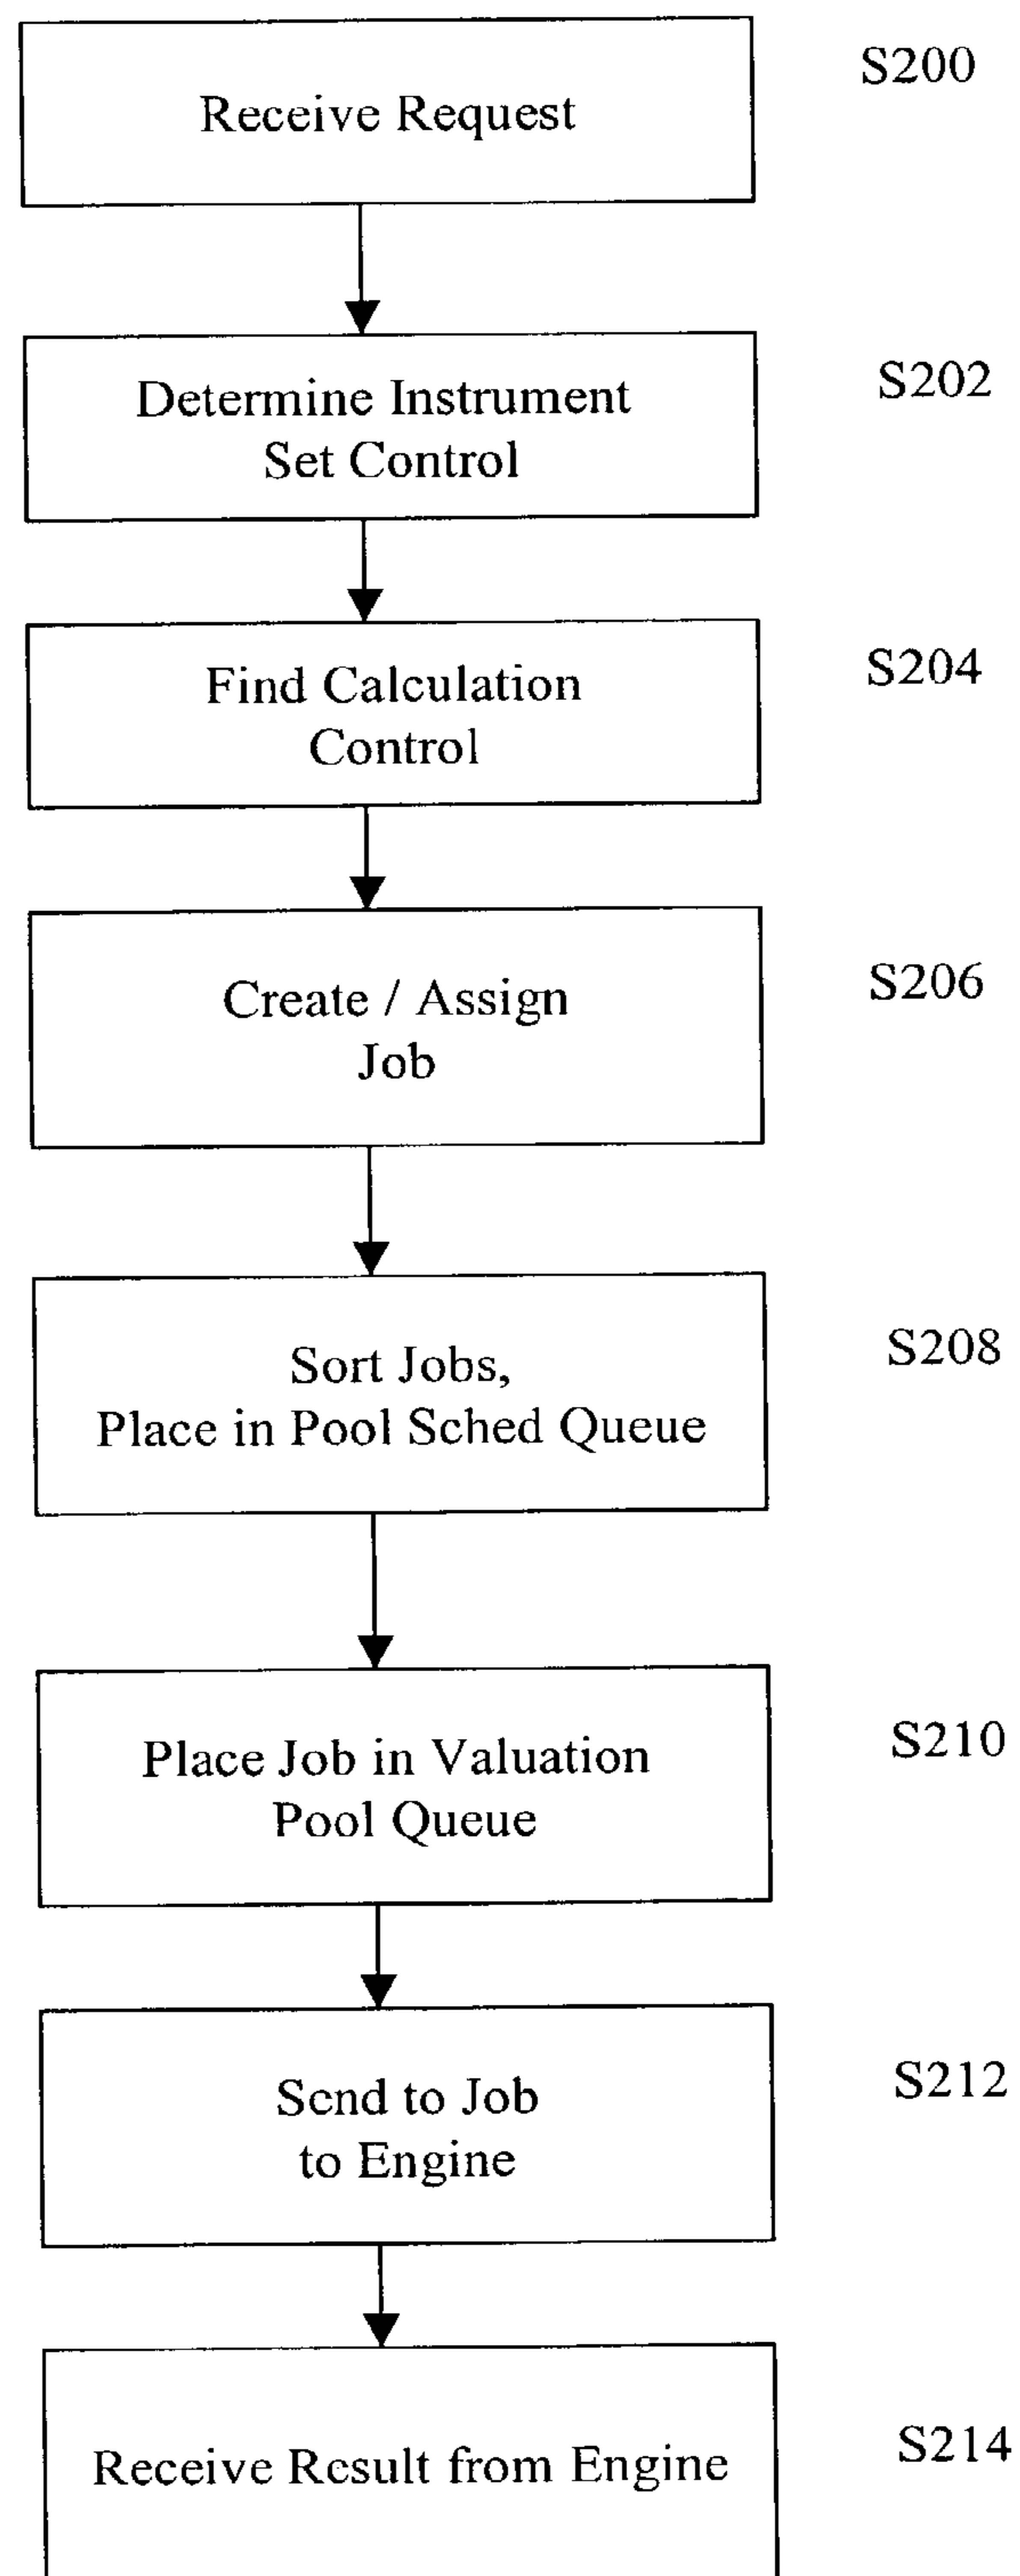 Receive Request
S200
Determine Instrument
Set Control
S202
Find Calculation
Control
S204
Create / Assign
Job
S206
Sort Jobs,
Place in Pool Sched Queue
S208
Place Job in Valuation
Pool Queue
S210
Send to Job
to Engine
S212
Receive Result from Engine
S214